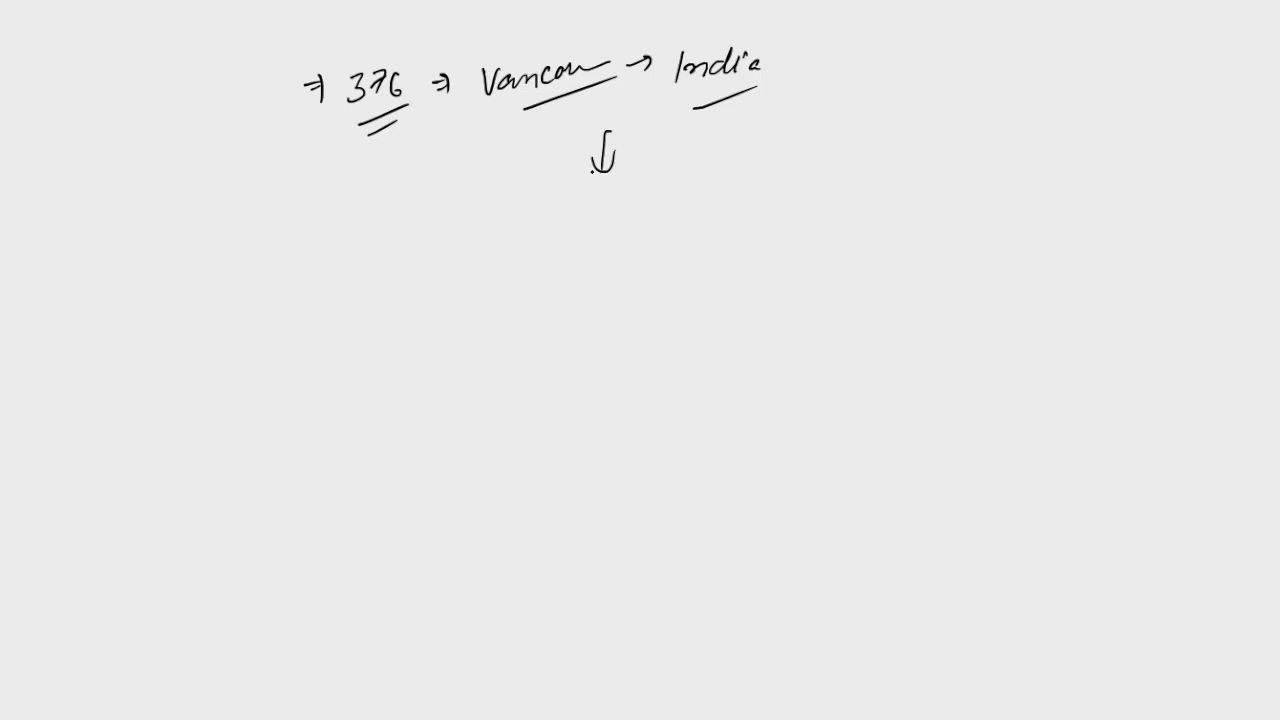 ⇒ 376 ⇒ Vancou → India
↓